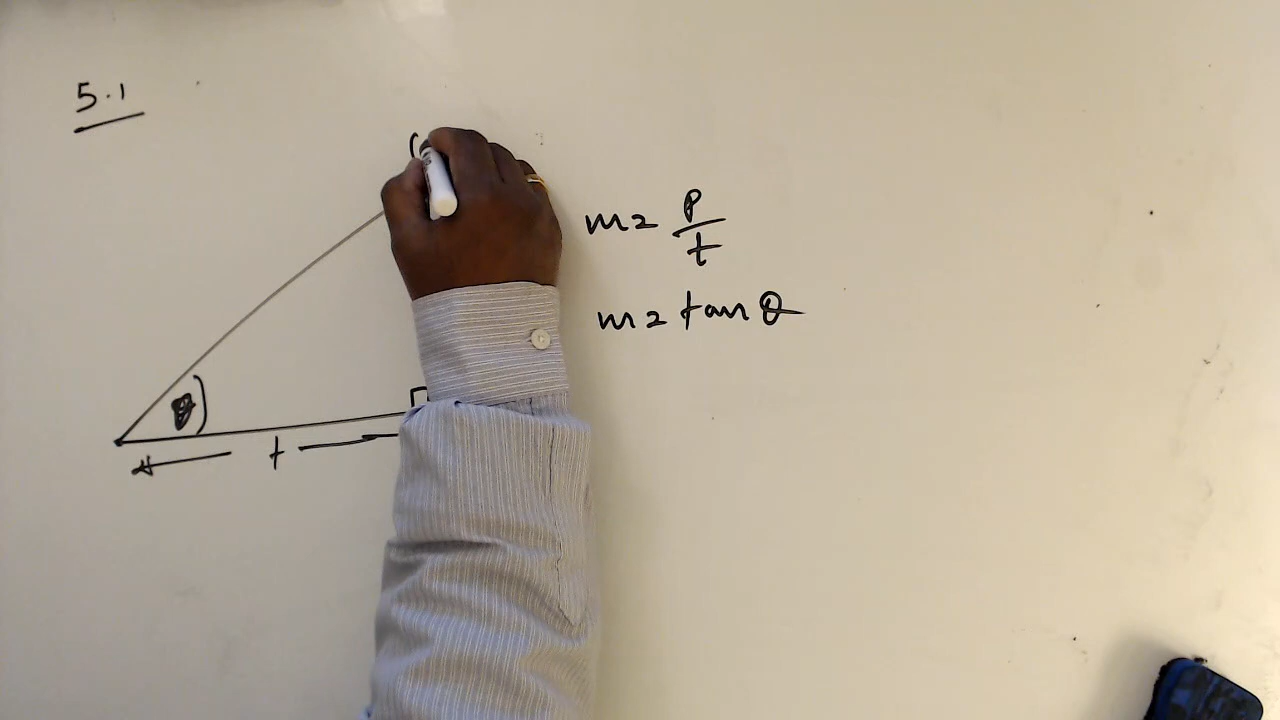 5.1
(
m = P/t
m = tan θ
θ
t